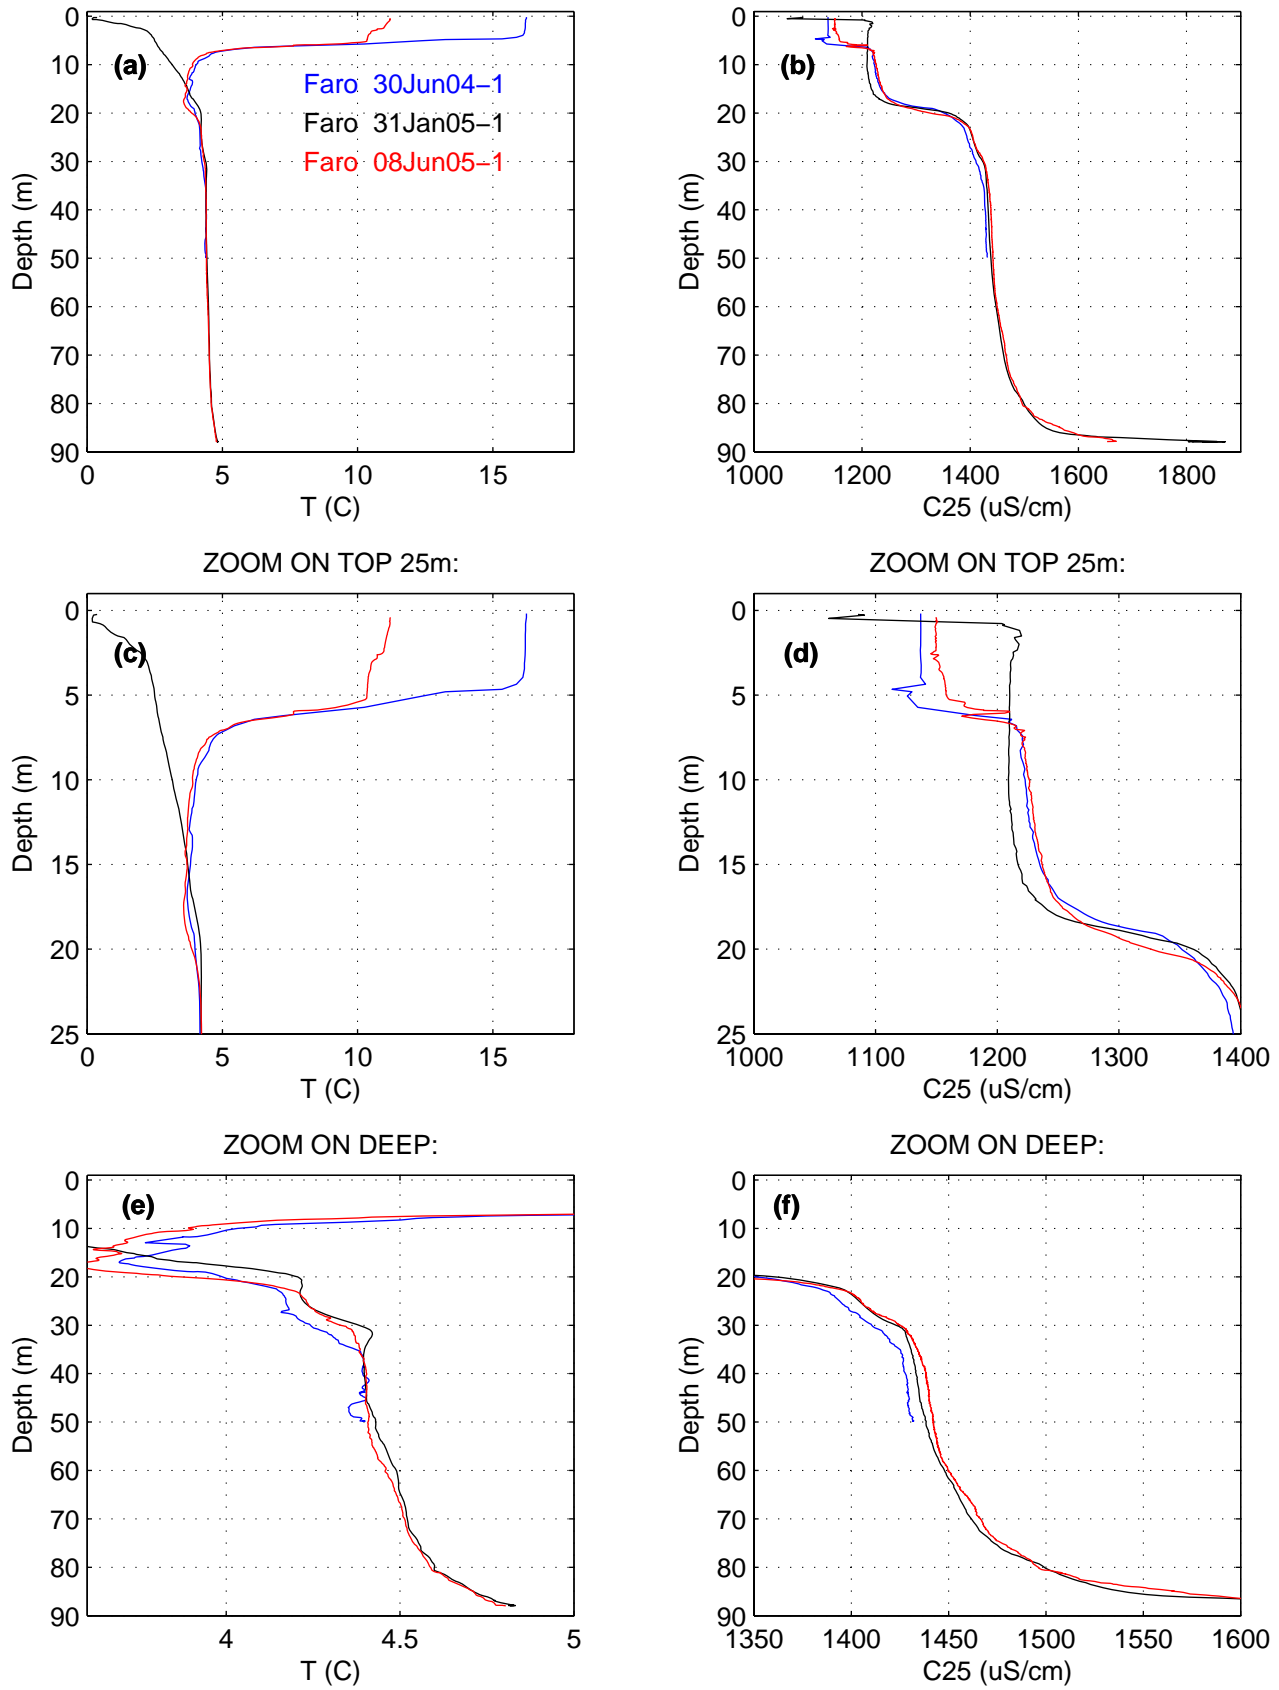 0
10
20
30
40
50
60
70
80
90
Depth (m)
(a)
Faro 30Jun04−1
Faro 31Jan05−1
Faro 08Jun05−1
0 5 10 15
T (C)
0
10
20
30
40
50
60
70
80
90
Depth (m)
(b)
1000 1200 1400 1600 1800
C25 (uS/cm)
ZOOM ON TOP 25m:
0
5
10
15
20
25
Depth (m)
(c)
0 5 10 15
T (C)
ZOOM ON TOP 25m:
0
5
10
15
20
25
Depth (m)
(d)
1000 1100 1200 1300 1400
C25 (uS/cm)
ZOOM ON DEEP:
0
10
20
30
40
50
60
70
80
90
Depth (m)
(e)
4 4.5 5
T (C)
ZOOM ON DEEP:
0
10
20
30
40
50
60
70
80
90
Depth (m)
(f)
1350 1400 1450 1500 1550 1600
C25 (uS/cm)